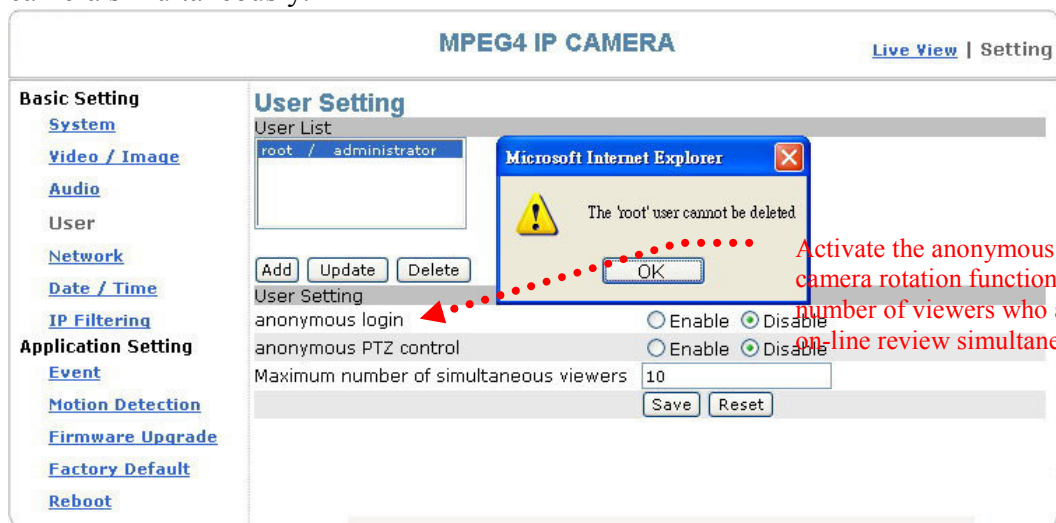 camera simultaneously.
MPEG4 IP CAMERA
Live View | Setting
Basic Setting
System
Video / Image
Audio
User
Network
Date / Time
IP Filtering
Application Setting
Event
Motion Detection
Firmware Upgrade
Factory Default
Reboot
User Setting
User List
root / administrator
Microsoft Internet Explorer
The 'root' user cannot be deleted
OK
Add Update Delete
User Setting
anonymous login Enable Disable
anonymous PTZ control Enable Disable
Maximum number of simultaneous viewers 10
Save Reset
Activate the anonymous
camera rotation function
number of viewers who
on-line review